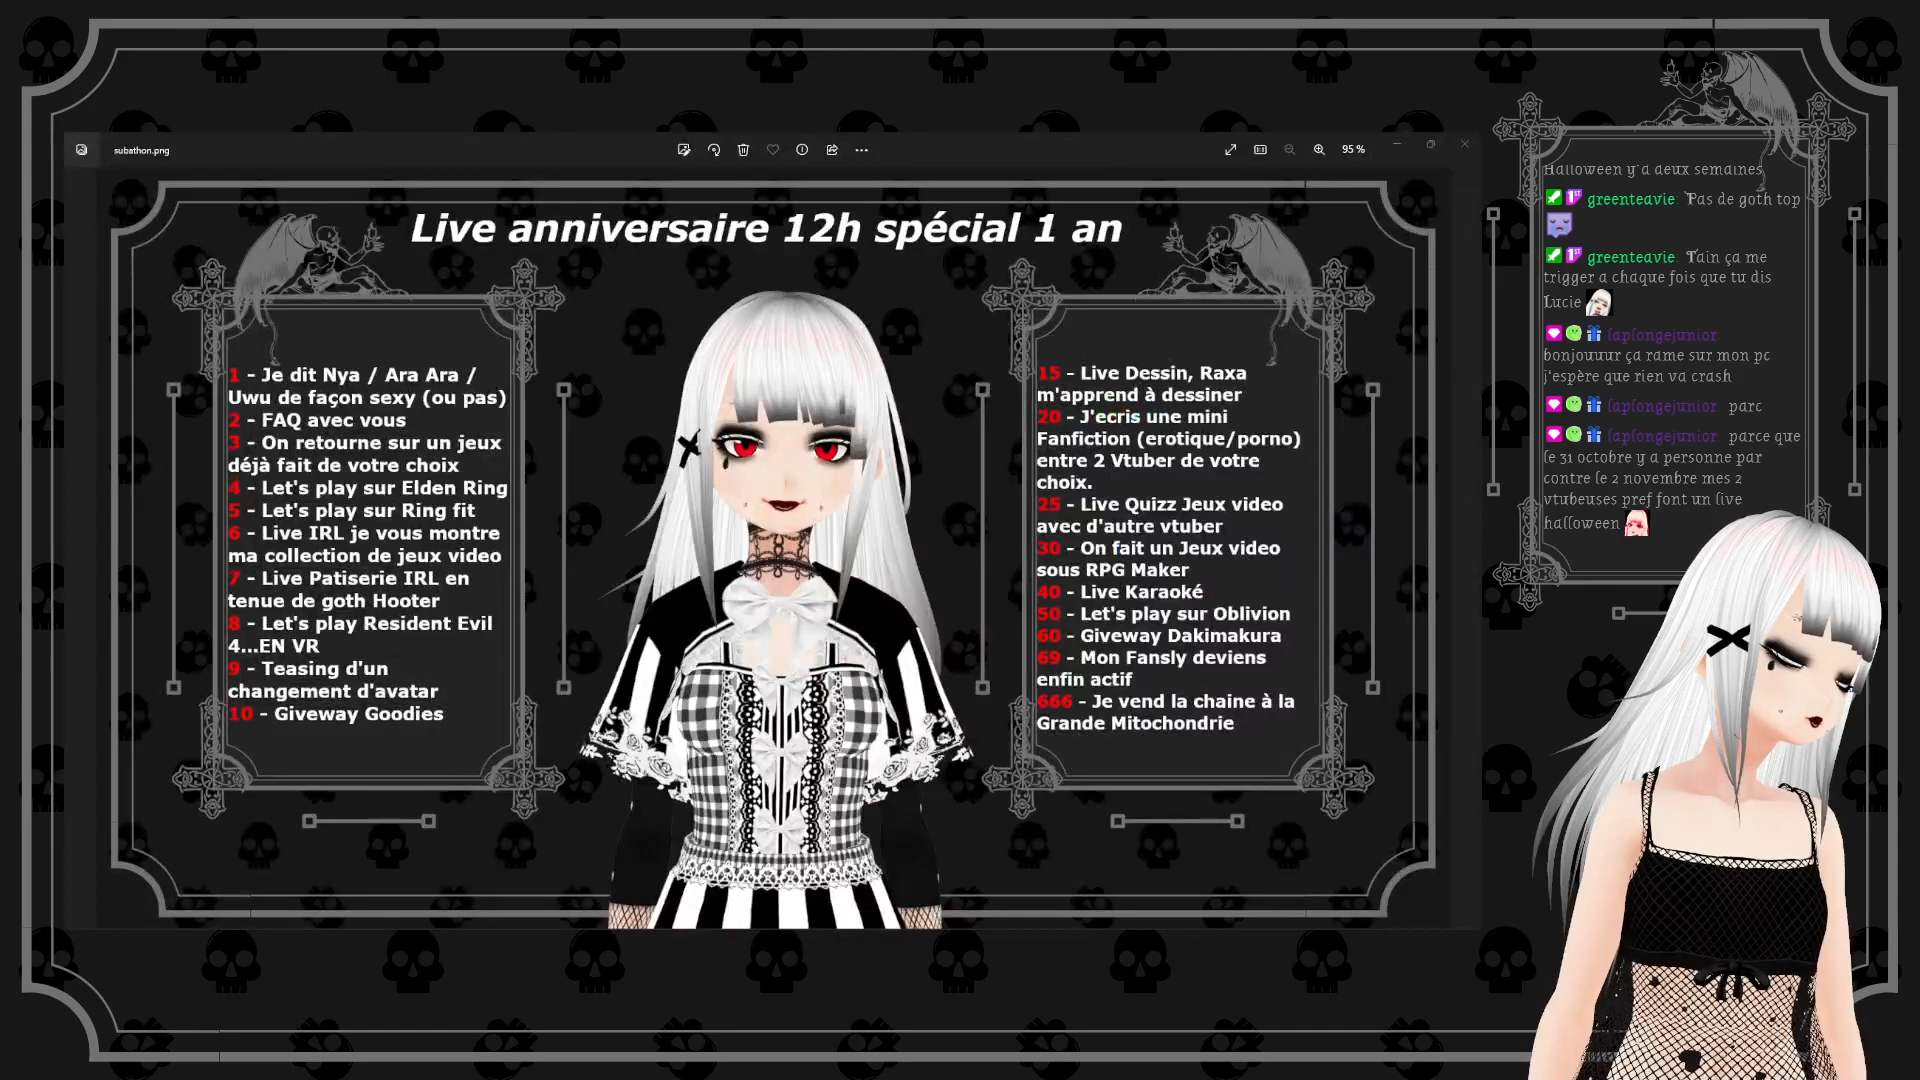 subathon.png
95 %
Live anniversaire 12h spécial 1 an
1 - Je dit Nya / Ara Ara /
Uwu de façon sexy (ou pas)
2 - FAQ avec vous
3 - On retourne sur un jeux
déjà fait de votre choix
4 - Let's play sur Elden Ring
5 - Let's play sur Ring fit
6 - Live IRL je vous montre
ma collection de jeux video
7 - Live Patiserie IRL en
tenue de goth Hooter
8 - Let's play Resident Evil
4...EN VR
9 - Teasing d'un
changement d'avatar
10 - Giveway Goodies
15 - Live Dessin, Raxa
m'apprend à dessiner
20 - J'ecris une mini
Fanfiction (erotique/porno)
entre 2 Vtuber de votre
choix.
25 - Live Quizz Jeux video
avec d'autre vtuber
30 - On fait un Jeux video
sous RPG Maker
40 - Live Karaoké
50 - Let's play sur Oblivion
60 - Giveway Dakimakura
69 - Mon Fansly deviens
enfin actif
666 - Je vend la chaine à la
Grande Mitochondrie
Halloween y'a deux semaines
greenteavie: Pas de goth top
greenteavie: Tain ça me
trigger a chaque fois que tu dis
Lucie
laplongejunior
bonjouuur ça rame sur mon pc
j'espère que rien va crash
laplongejunior parc
laplongejunior parce que
le 31 octobre y a personne par
contre le 2 novembre mes 2
vtubeuses pref font un live
halloween